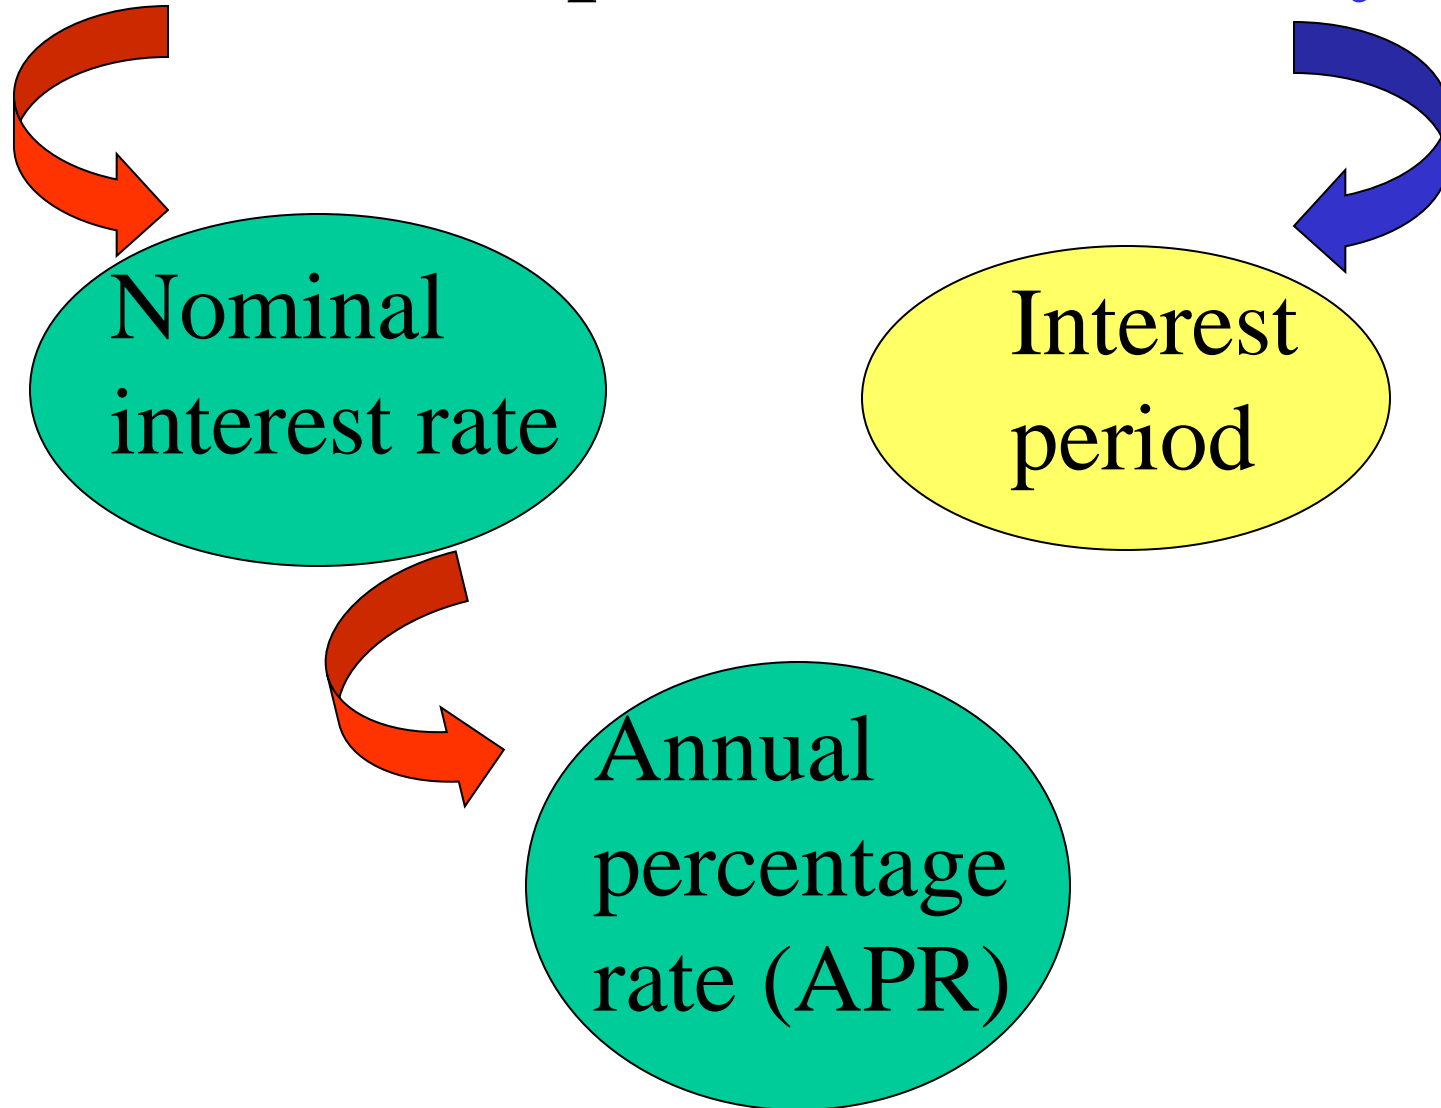 Nominal
interest rate
Interest
period
Annual
percentage
rate (APR)